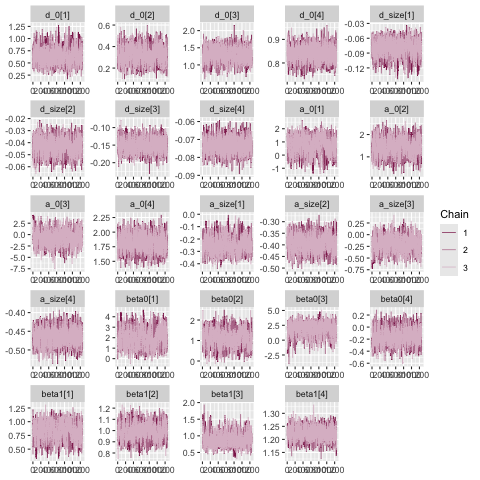 d_0[1] d_0[2] d_0[3] d_0[4] d_size[1]
1.25 1.00 0.75 0.50 0.25
0.6 0.4 0.2
2.0 1.5 1.0
0.9 0.8
-0.03 -0.06 -0.09 -0.12
d_size[2] d_size[3] d_size[4] a_0[1] a_0[2]
-0.02 -0.03 -0.04 -0.05 -0.06
-0.10 -0.15 -0.20
-0.06 -0.07 -0.08 -0.09
2 1 0 -1
2 1
a_0[3] a_0[4] a_size[1] a_size[2] a_size[3]
2.5 0.0 -2.5 -5.0 -7.5
2.25 2.00 1.75 1.50
0.0 -0.1 -0.2 -0.3 -0.4
-0.30 -0.35 -0.40 -0.45 -0.50
0.25 0.00 -0.25 -0.50 -0.75
Chain
1
2
3
a_size[4] beta0[1] beta0[2] beta0[3] beta0[4]
-0.40 -0.45 -0.50
4 3 2 1 0
2 1 0
5.0 2.5 0.0 -2.5
0.2 0.0 -0.2 -0.4 -0.6
beta1[1] beta1[2] beta1[3] beta1[4]
1.25 1.00 0.75 0.50
1.2 1.1 1.0 0.9 0.8
2.0 1.5 1.0 0.5
1.30 1.25 1.20 1.15